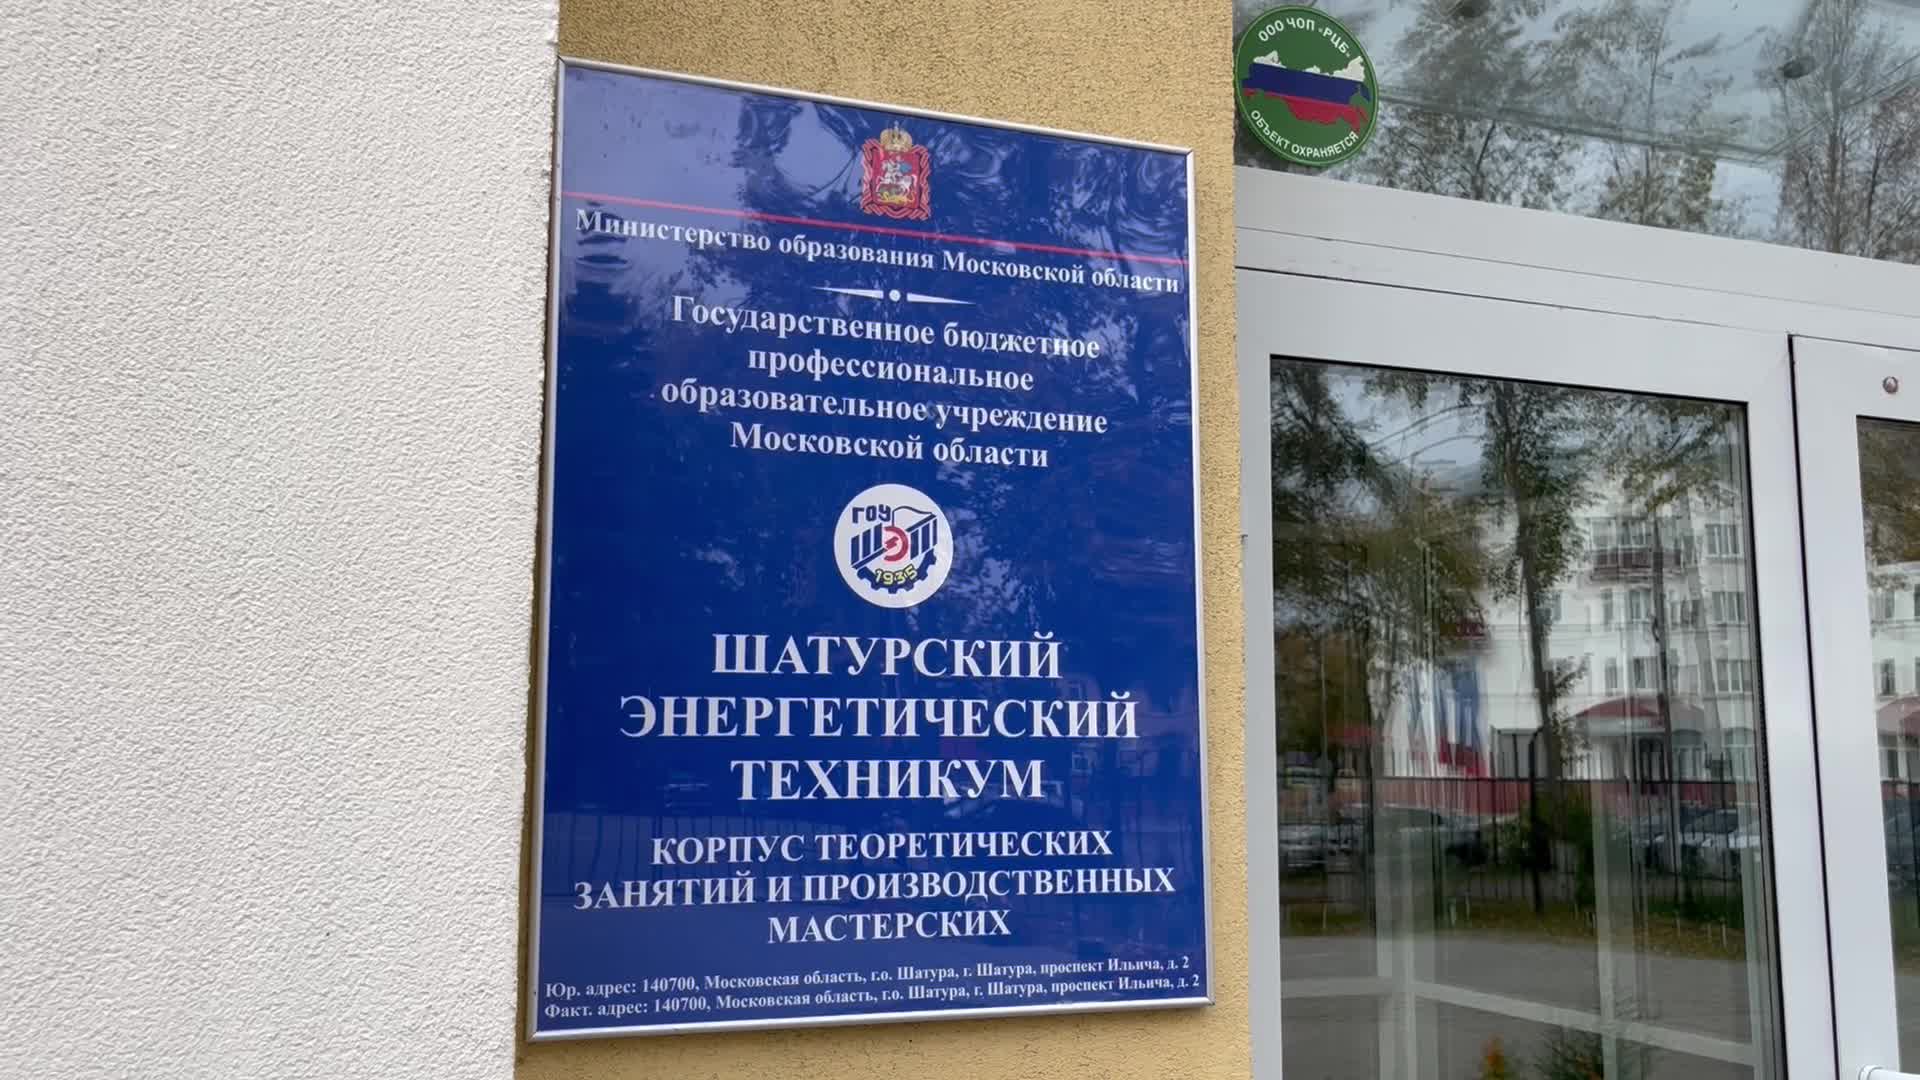 ООО ЧОП «РЦБ»
ОБЪЕКТ ОХРАНЯЕТСЯ
Министерство образования Московской области
Государственное бюджетное
профессиональное
образовательное учреждение
Московской области
ГОУ
ШЭТ
1935
ШАТУРСКИЙ
ЭНЕРГЕТИЧЕСКИЙ
ТЕХНИКУМ
КОРПУС ТЕОРЕТИЧЕСКИХ
ЗАНЯТИЙ И ПРОИЗВОДСТВЕННЫХ
МАСТЕРСКИХ
Юр. адрес: 140700, Московская область, г.о. Шатура, г. Шатура, проспект Ильича, д. 2
Факт. адрес: 140700, Московская область, г.о. Шатура, г. Шатура, проспект Ильича, д. 2